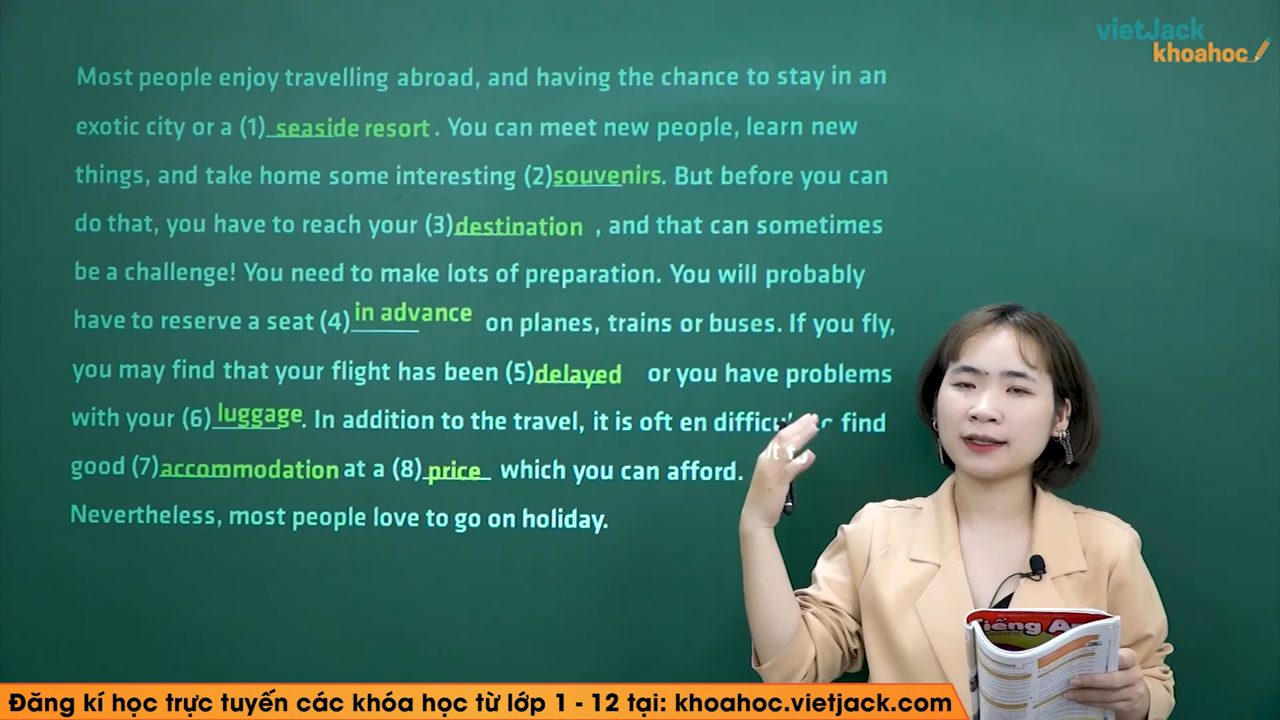 vietJack
khoahoc
Most people enjoy travelling abroad, and having the chance to stay in an
exotic city or a (1) seaside resort . You can meet new people, learn new
things, and take home some interesting (2)souvenirs. But before you can
do that, you have to reach your (3)destination , and that can sometimes
be a challenge! You need to make lots of preparation. You will probably
have to reserve a seat (4) in advance on planes, trains or buses. If you fly,
you may find that your flight has been (5)delayed or you have problems
with your (6) luggage. In addition to the travel, it is oft en difficult to find
good (7)accommodation at a (8) price which you can afford.
Nevertheless, most people love to go on holiday.
Đăng kí học trực tuyến các khóa học từ lớp 1 - 12 tại: khoahoc.vietjack.com